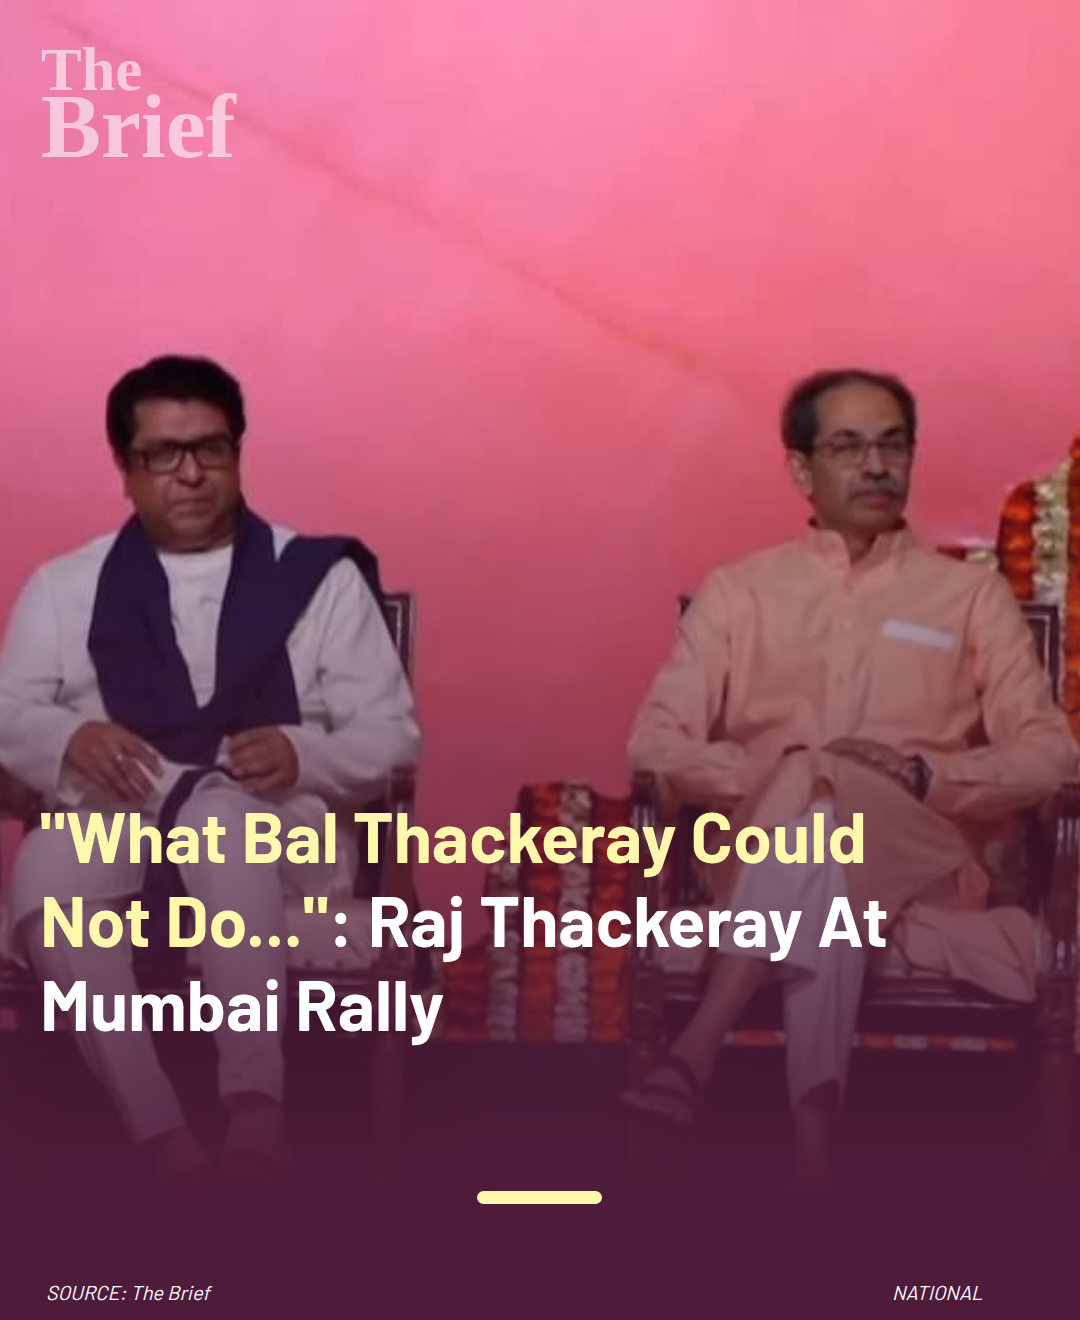 The
Brief
"What Bal Thackeray Could
Not Do...": Raj Thackeray At
Mumbai Rally
SOURCE: The Brief
NATIONAL